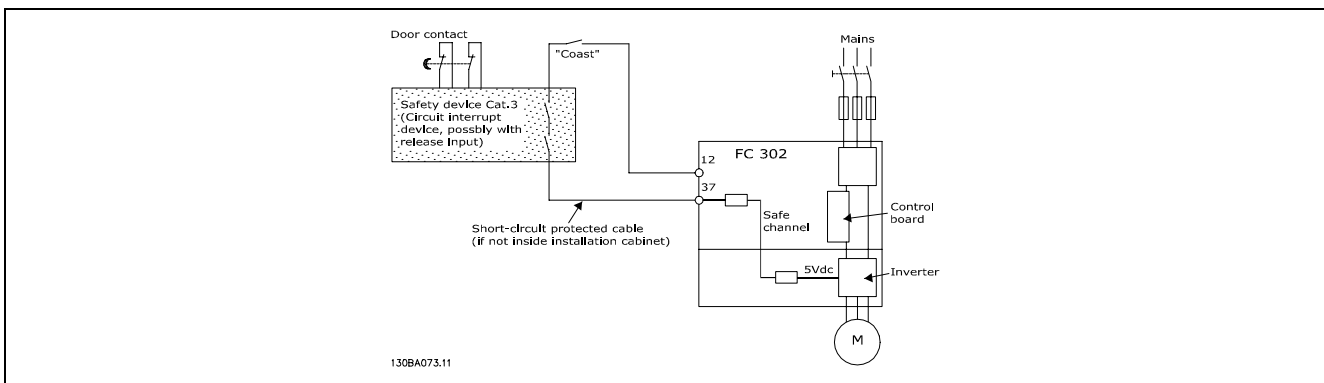 Door contact
"Coast"
Mains
Safety device Cat.3
(Circuit interrupt
device, possbly with
release Input)
12
FC 302
37
Safe
channel
Control
board
Short-circuit protected cable
(if not inside installation cabinet)
5Vdc
Inverter
M
130BA073.11